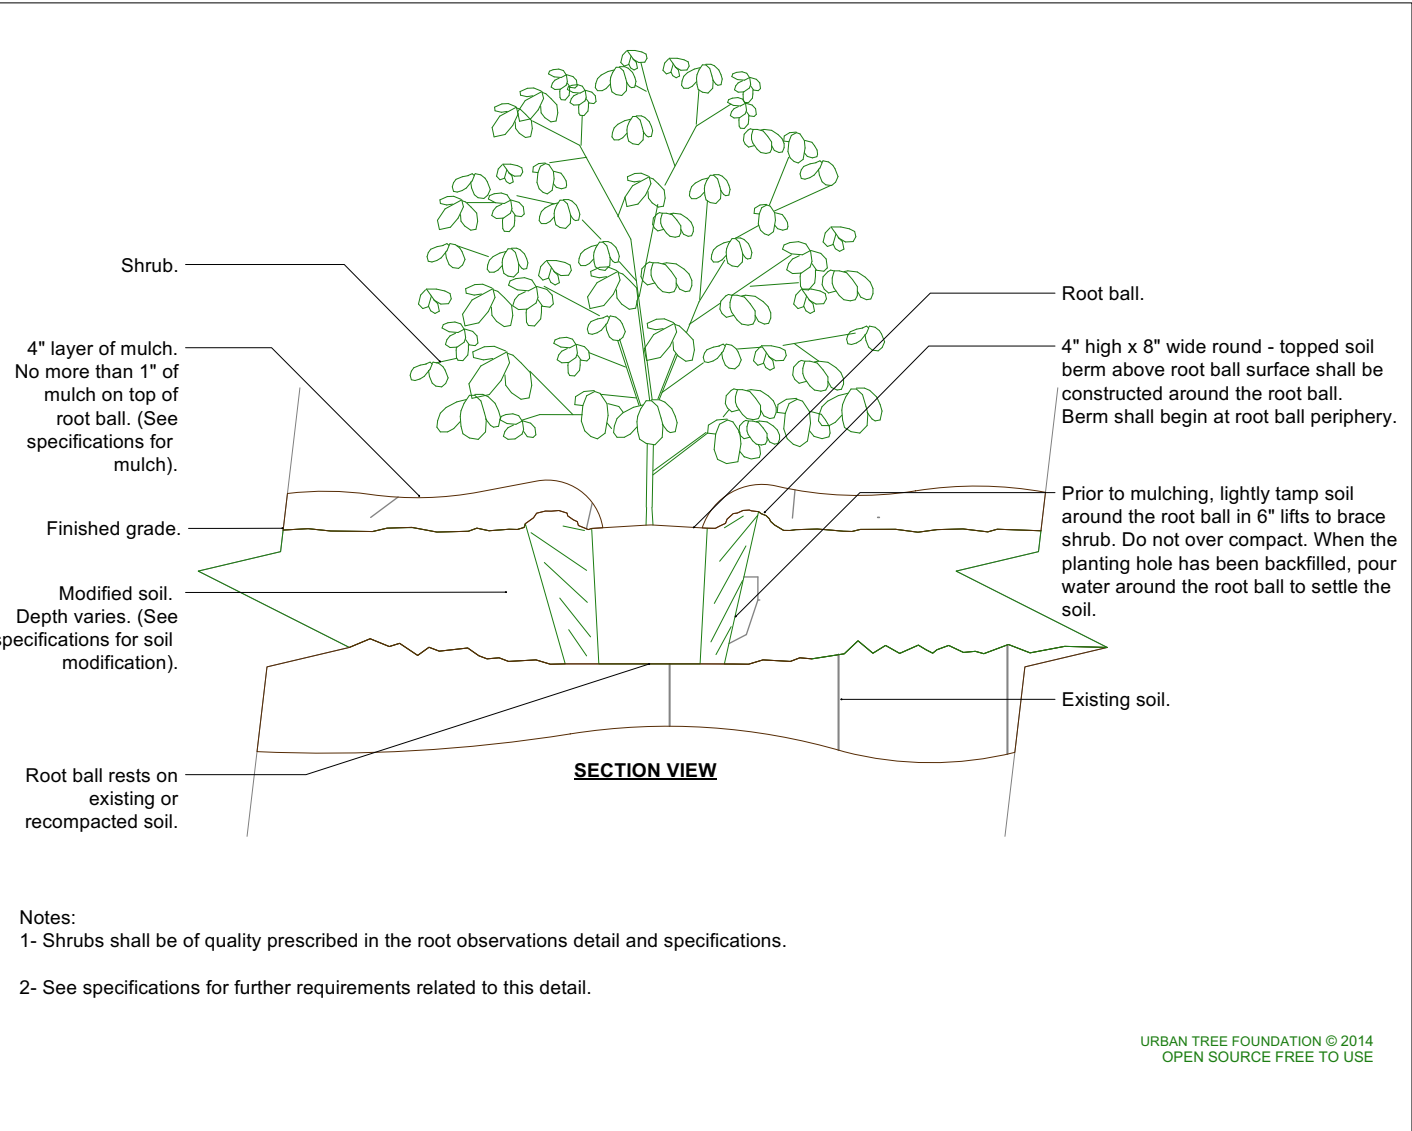 Shrub.
4" layer of mulch.
No more than 1" of
mulch on top of
root ball. (See
specifications for
mulch).
Finished grade.
Modified soil.
Depth varies. (See
specifications for soil
modification).
Root ball rests on
existing or
recompacted soil.
Root ball.
4" high x 8" wide round - topped soil
berm above root ball surface shall be
constructed around the root ball.
Berm shall begin at root ball periphery.
Prior to mulching, lightly tamp soil
around the root ball in 6" lifts to brace
shrub. Do not over compact. When the
planting hole has been backfilled, pour
water around the root ball to settle the
soil.
Existing soil.
SECTION VIEW
Notes:
1- Shrubs shall be of quality prescribed in the root observations detail and specifications.
2- See specifications for further requirements related to this detail.
URBAN TREE FOUNDATION © 2014
OPEN SOURCE FREE TO USE